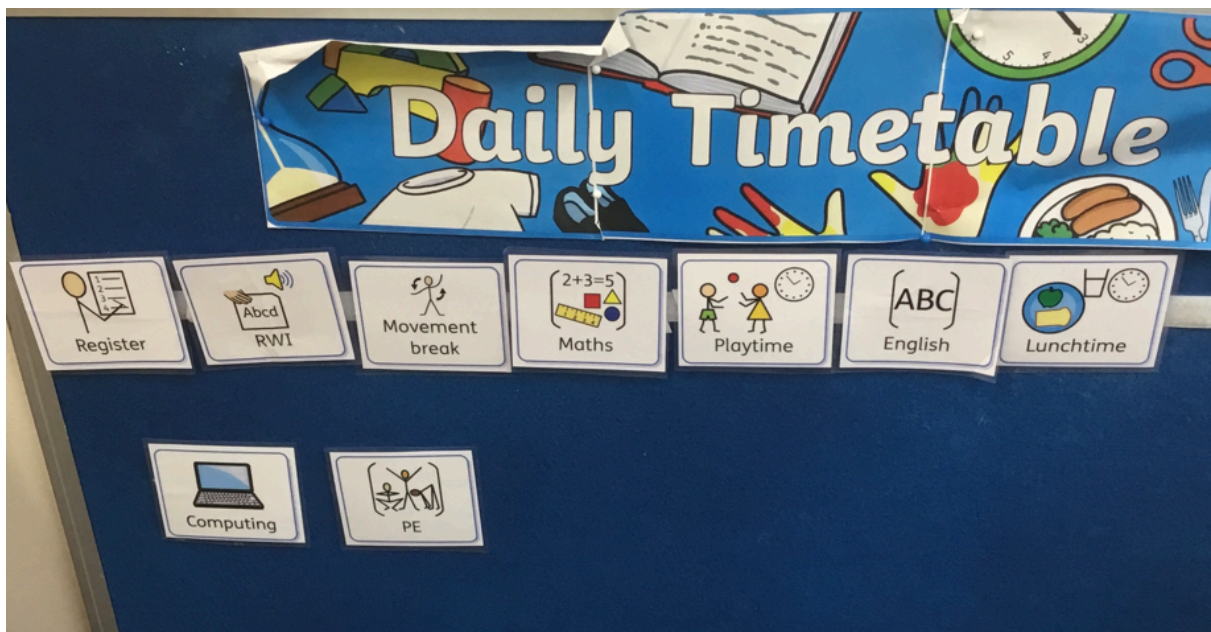 Daily Timetable
Register
Abcd
RWI
Movement
break
2+3=5
Maths
Playtime
ABC
English
Lunchtime
Computing
PE